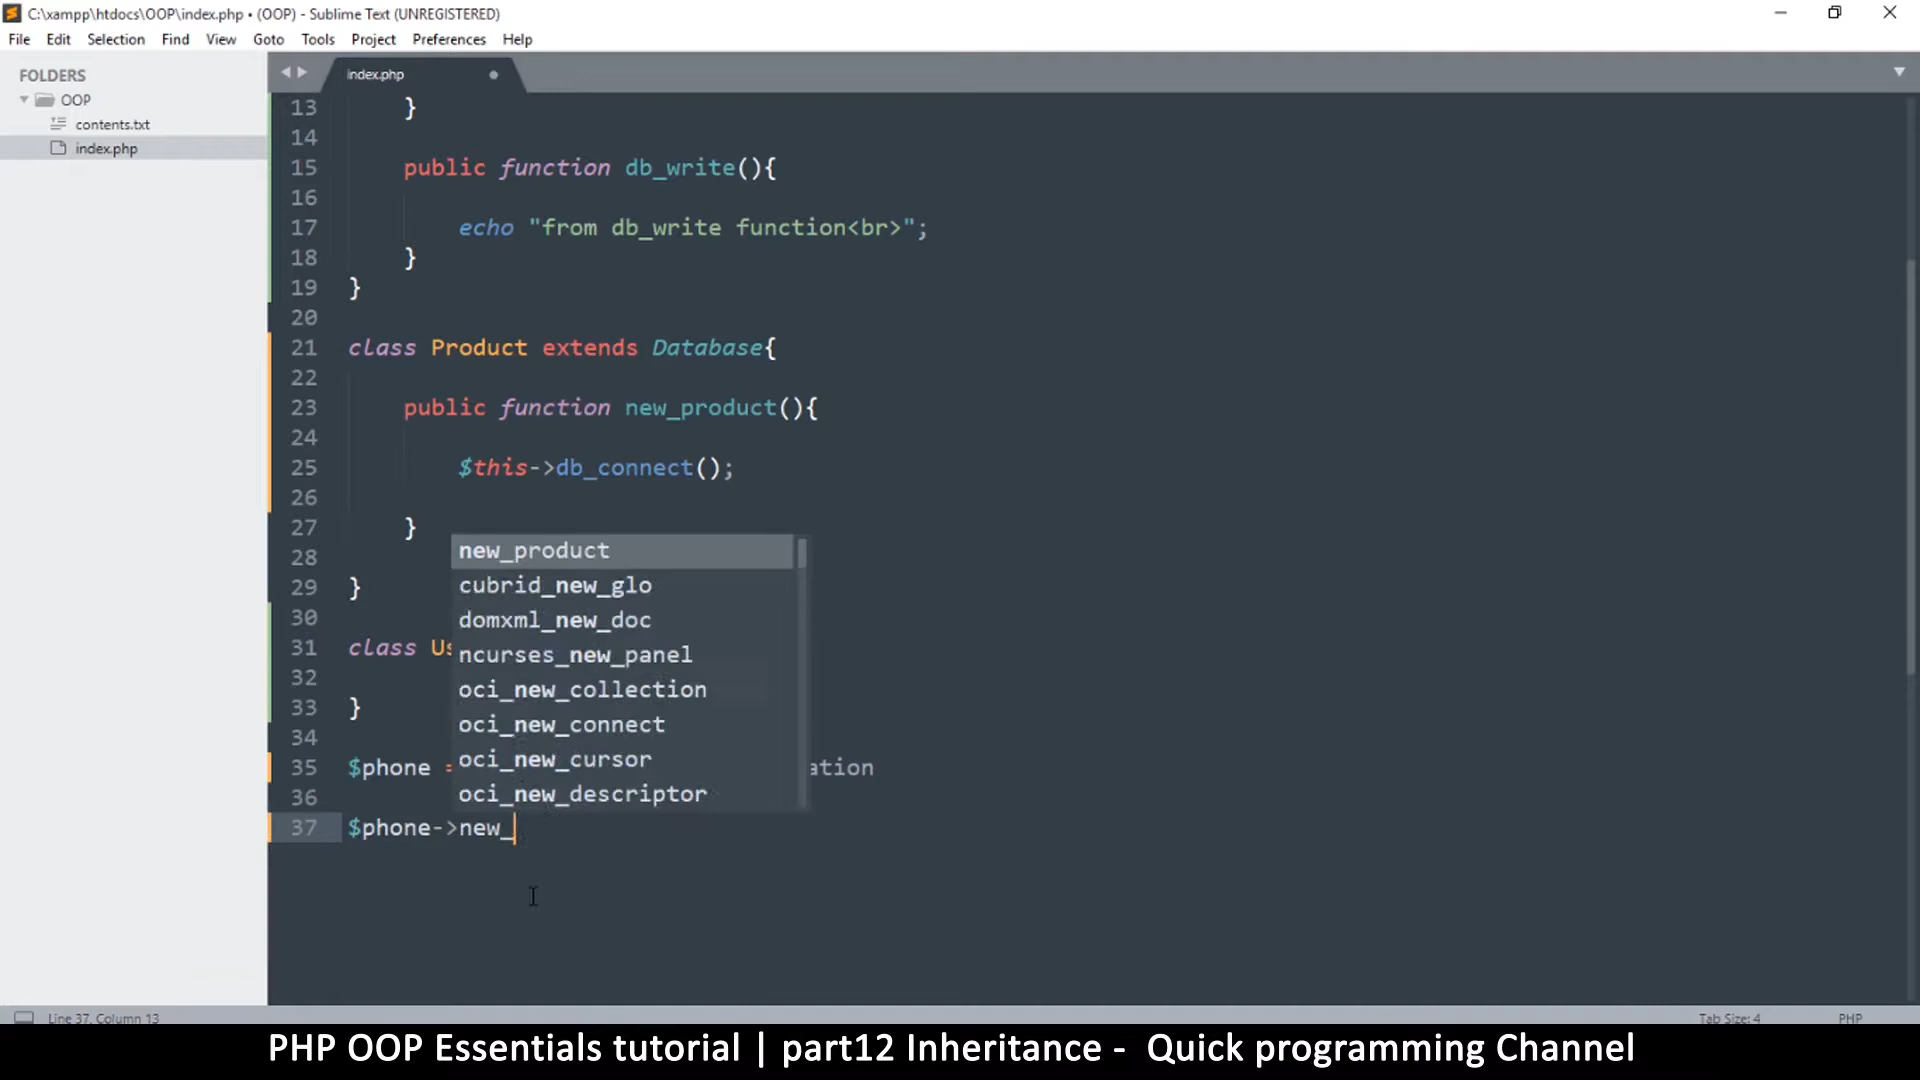 C:\xampp\htdocs\OOP\index.php • (OOP) - Sublime Text (UNREGISTERED)
File Edit Selection Find View Goto Tools Project Preferences Help
FOLDERS
OOP
contents.txt
index.php
index.php
13 }
14
15 public function db_write(){
16
17 echo "from db_write function<br>";
18 }
19 }
20
21 class Product extends Database{
22
23 public function new_product(){
24
25 $this->db_connect();
26
27 }
28
29 }
30
31 class Us
32
33 }
34
35 $phone = ation
36
37 $phone->new_
new_product
cubrid_new_glo
domxml_new_doc
ncurses_new_panel
oci_new_collection
oci_new_connect
oci_new_cursor
oci_new_descriptor
Line 37, Column 13 Tab Size: 4 PHP
PHP OOP Essentials tutorial | part12 Inheritance - Quick programming Channel